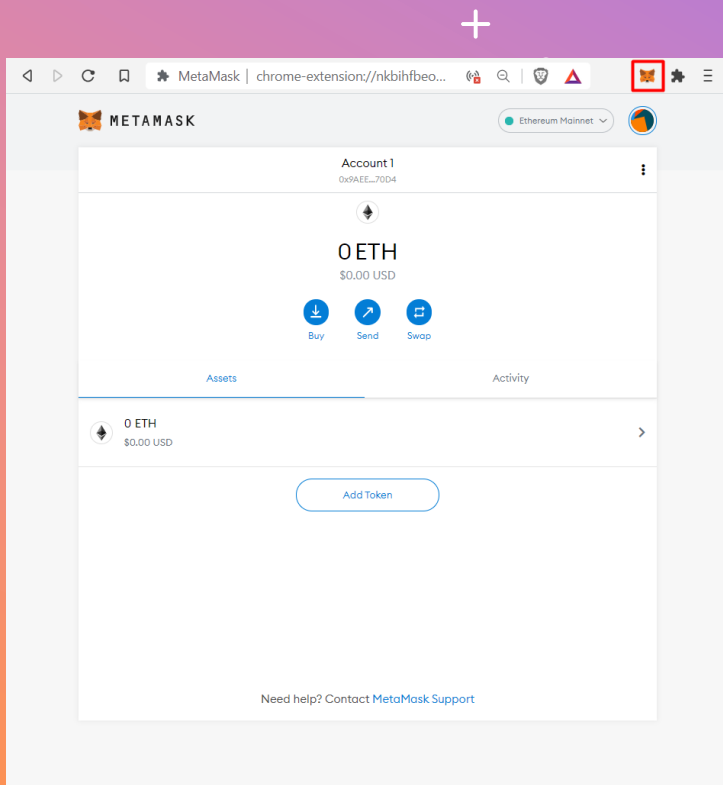 MetaMask | chrome-extension://nkbihfbeo...
METAMASK
Ethereum Mainnet
Account 1
0x9AEE...70D4
0 ETH
$0.00 USD
Buy Send Swap
Assets Activity
0 ETH
$0.00 USD
Add Token
Need help? Contact MetaMask Support